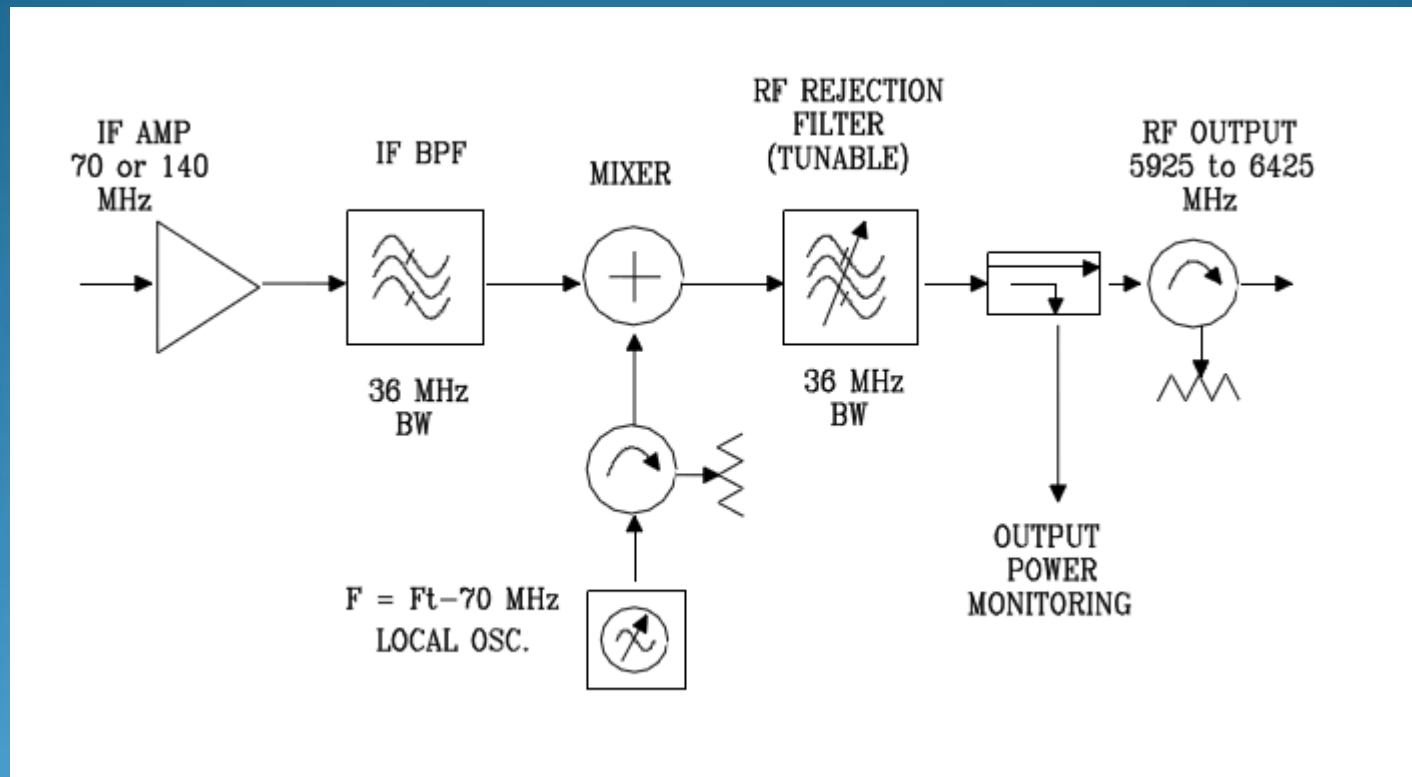 IF AMP
70 or 140
MHz
IF BPF
36 MHz
BW
MIXER
RF REJECTION
FILTER
(TUNABLE)
36 MHz
BW
RF OUTPUT
5925 to 6425
MHz
F = Ft-70 MHz
LOCAL OSC.
OUTPUT
POWER
MONITORING